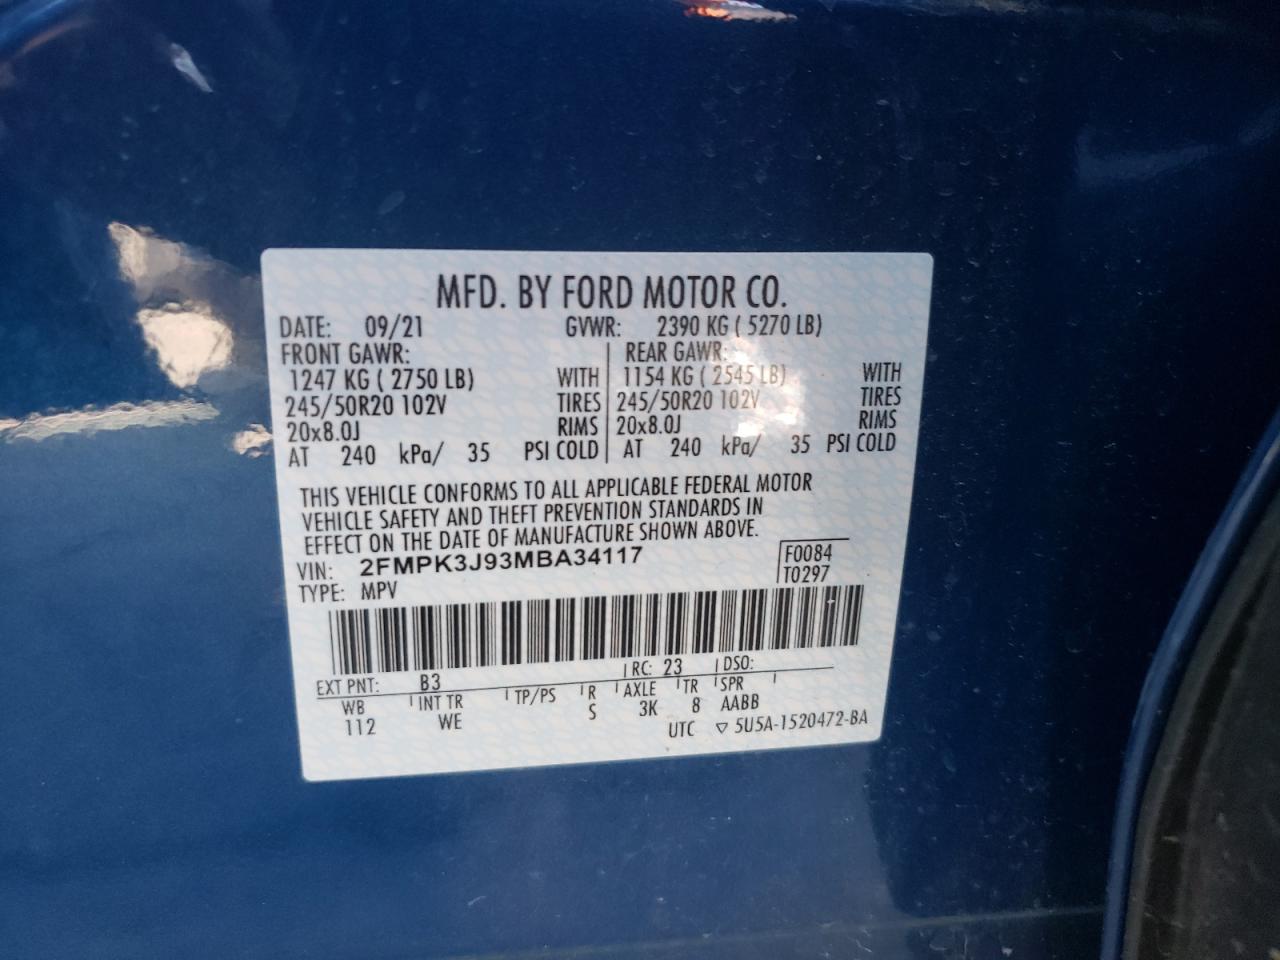 MFD. BY FORD MOTOR CO.
DATE: 09/21 GVWR: 2390 KG ( 5270 LB)
FRONT GAWR: REAR GAWR:
1247 KG ( 2750 LB) WITH 1154 KG ( 2545 LB) WITH
245/50R20 102V TIRES 245/50R20 102V TIRES
20x8.0J RIMS 20x8.0J RIMS
AT 240 kPa/ 35 PSI COLD AT 240 kPa/ 35 PSI COLD
THIS VEHICLE CONFORMS TO ALL APPLICABLE FEDERAL MOTOR
VEHICLE SAFETY AND THEFT PREVENTION STANDARDS IN
EFFECT ON THE DATE OF MANUFACTURE SHOWN ABOVE.
VIN: 2FMPK3J93MBA34117 F0084
TYPE: MPV T0297
EXT PNT: B3 RC: 23 DSO:
WB INT TR TP/PS R AXLE TR SPR
112 WE S 3K 8 AABB
UTC ▽ 5U5A-1520472-BA